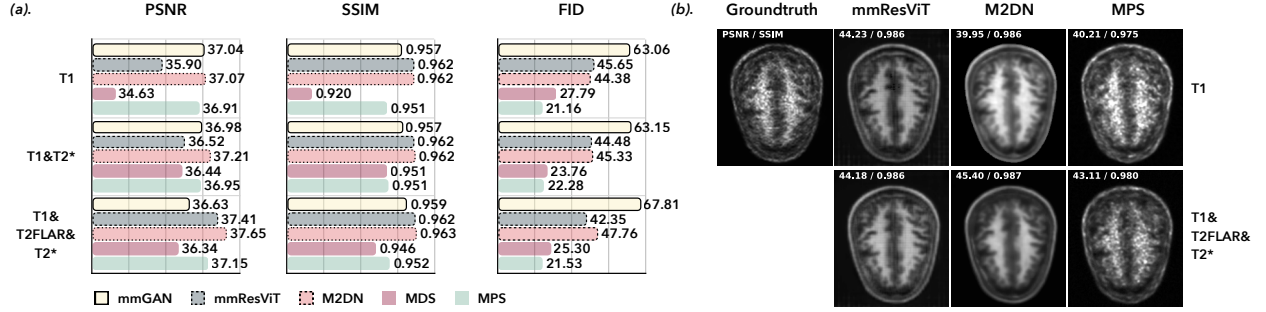 (a).
PSNR
SSIM
FID
T1
37.04
35.90
37.07
34.63
36.91
0.957
0.962
0.962
0.920
0.951
63.06
45.65
44.38
27.79
21.16
T1&T2*
36.98
36.52
37.21
36.44
36.95
0.957
0.962
0.962
0.951
0.951
63.15
44.48
45.33
23.76
22.28
T1&
T2FLAR&
T2*
36.63
37.41
37.65
36.34
37.15
0.959
0.962
0.963
0.946
0.952
67.81
42.35
47.76
25.30
21.53
mmGAN
mmResViT
M2DN
MDS
MPS
(b).
Groundtruth
mmResViT
M2DN
MPS
PSNR / SSIM
44.23 / 0.986
39.95 / 0.986
40.21 / 0.975
T1
44.18 / 0.986
45.40 / 0.987
43.11 / 0.980
T1&
T2FLAR&
T2*